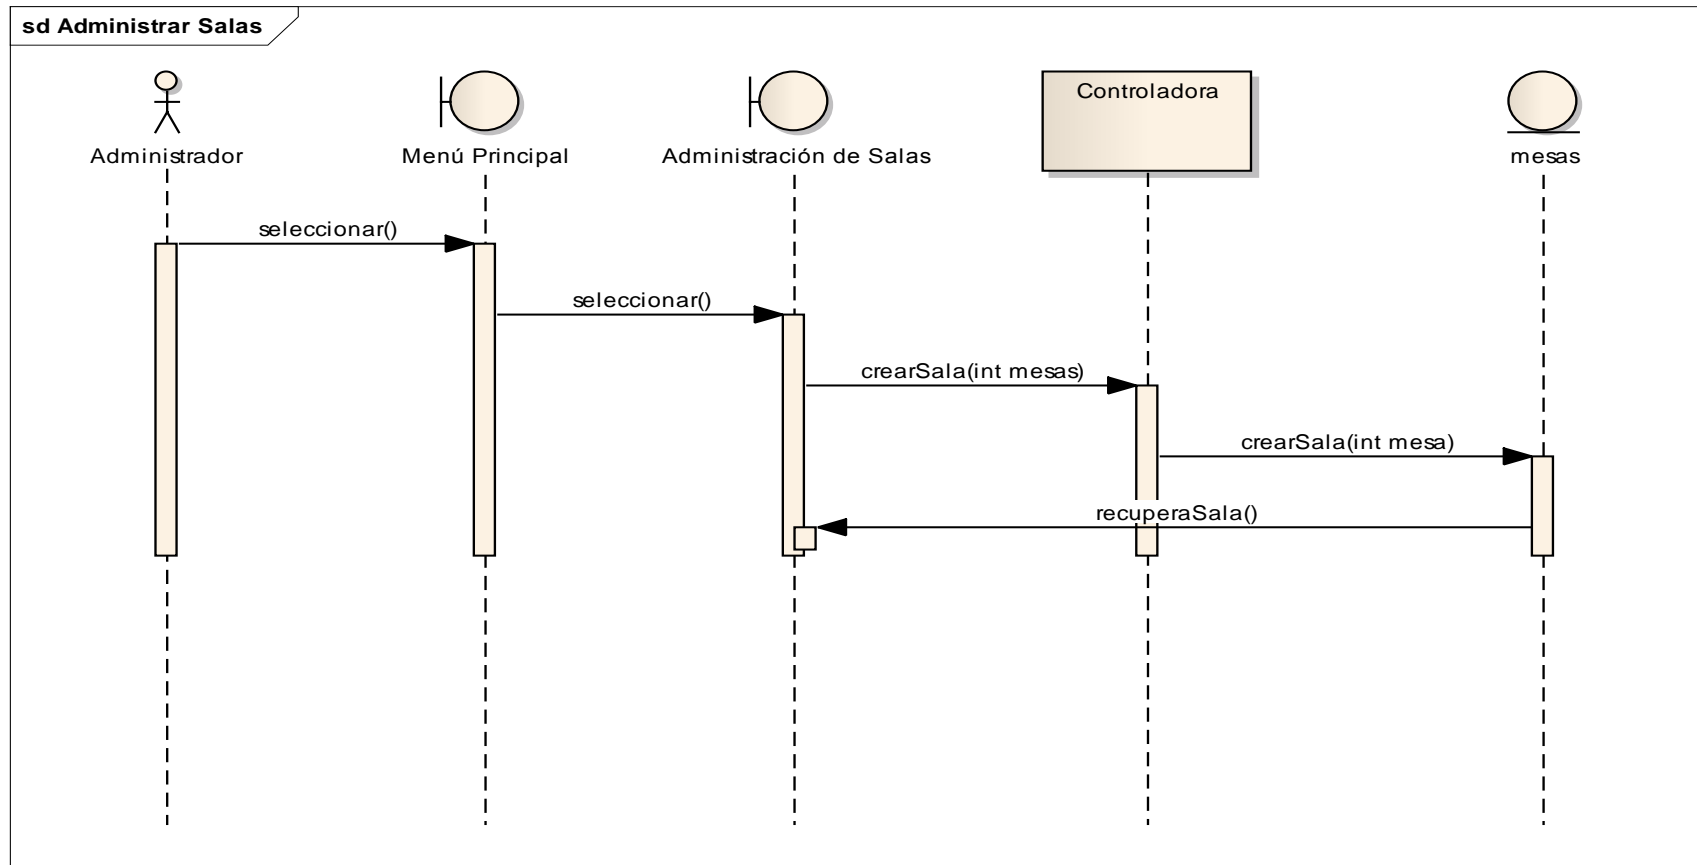 sd Administrar Salas
Controladora
Administrador
Menú Principal
Administración de Salas
mesas
seleccionar()
seleccionar()
crearSala(int mesas)
crearSala(int mesa)
recuperaSala()